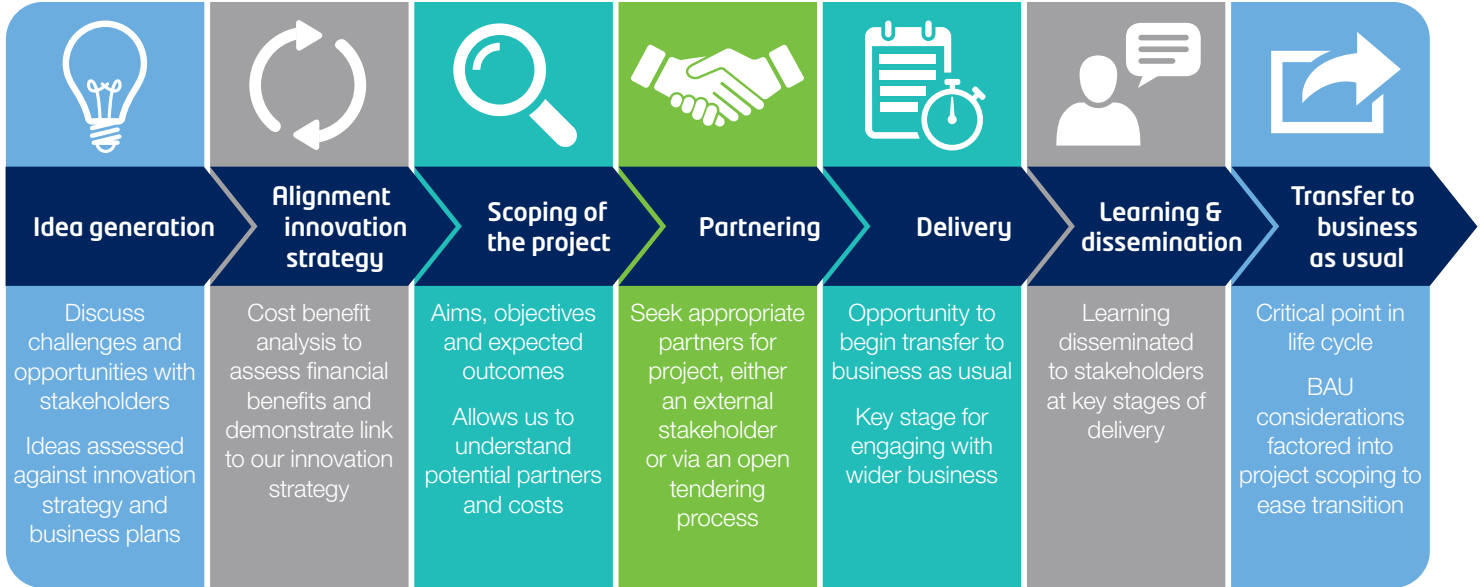 Idea generation
Discuss
challenges and
opportunities with
stakeholders
Ideas assessed
against innovation
strategy and
business plans
Alignment
innovation
strategy
Cost benefit
analysis to
assess financial
benefits and
demonstrate link
to our innovation
strategy
Scoping of
the project
Aims, objectives
and expected
outcomes
Allows us to
understand
potential partners
and costs
Partnering
Seek appropriate
partners for
project, either
an external
stakeholder
or via an open
tendering
process
Delivery
Opportunity to
begin transfer to
business as usual
Key stage for
engaging with
wider business
Learning &
dissemination
Learning
disseminated
to stakeholders
at key stages of
delivery
Transfer to
business
as usual
Critical point in
life cycle
BAU
considerations
factored into
project scoping to
ease transition